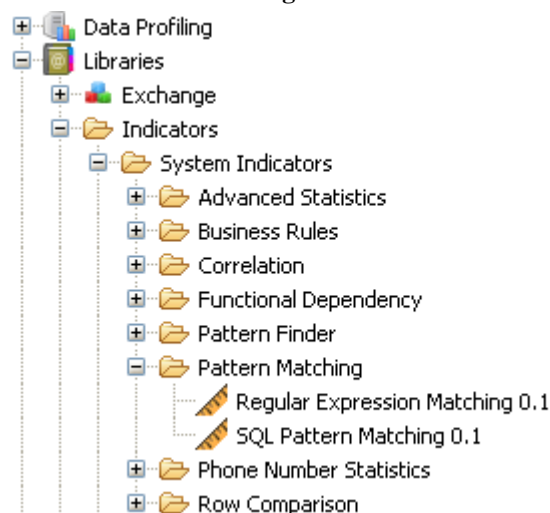 Data Profiling
Libraries
Exchange
Indicators
System Indicators
Advanced Statistics
Business Rules
Correlation
Functional Dependency
Pattern Finder
Pattern Matching
Regular Expression Matching 0.1
SQL Pattern Matching 0.1
Phone Number Statistics
Row Comparison